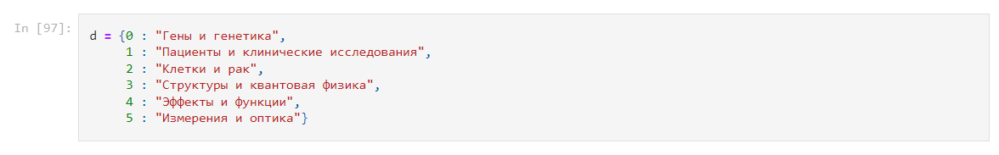 In [97]:
d = {0 : "Гены и генетика",
1 : "Пациенты и клинические исследования",
2 : "Клетки и рак",
3 : "Структуры и квантовая физика",
4 : "Эффекты и функции",
5 : "Измерения и оптика"}